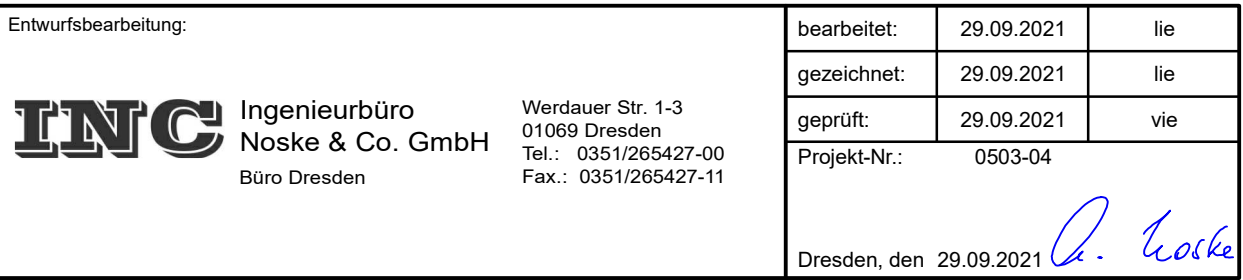 Entwurfsbearbeitung:
INC
Ingenieurbüro
Noske & Co. GmbH
Büro Dresden
Werdauer Str. 1-3
01069 Dresden
Tel.: 0351/265427-00
Fax.: 0351/265427-11
bearbeitet: 29.09.2021 lie
gezeichnet: 29.09.2021 lie
geprüft: 29.09.2021 vie
Projekt-Nr.: 0503-04
Dresden, den 29.09.2021